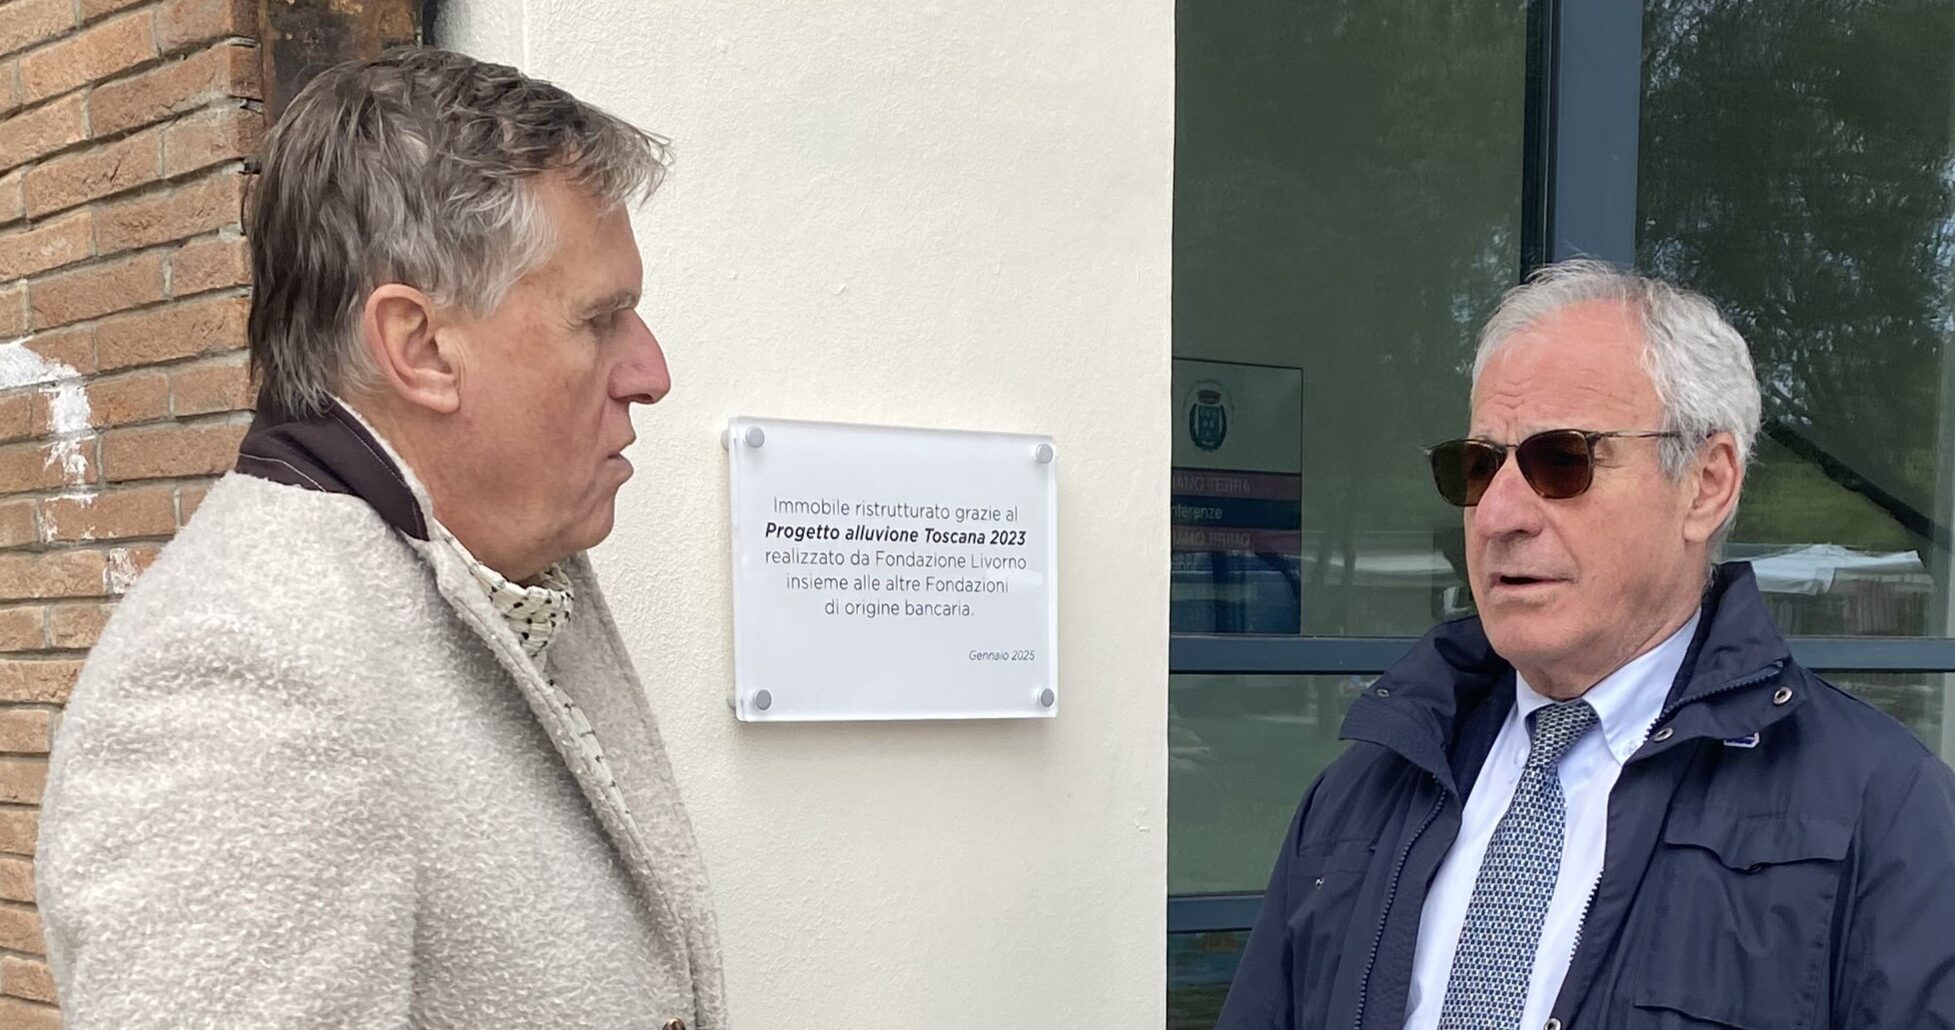 Immobile ristrutturato grazie al
Progetto alluvione Toscana 2023
realizzato da Fondazione Livorno
insieme alle altre Fondazioni
di origine bancaria.
Gennaio 2025